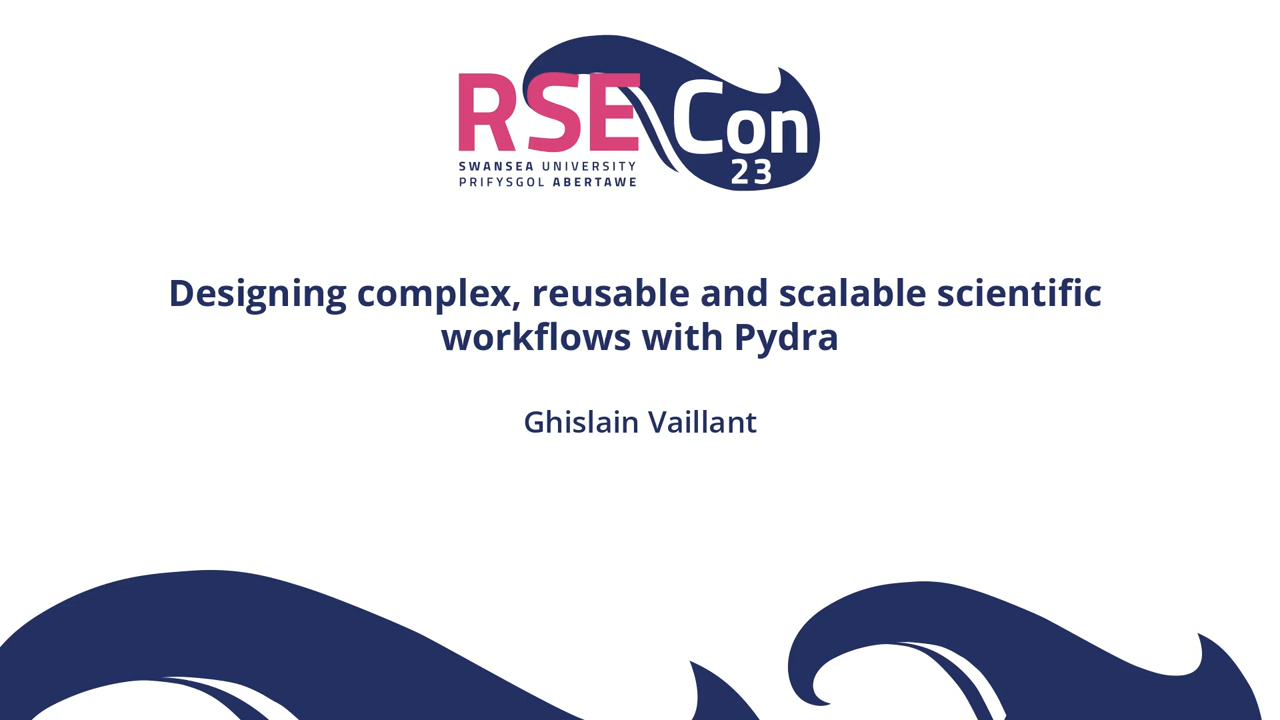 RSE Con
23
SWANSEA UNIVERSITY
PRIFYSGOL ABERTAWE
Designing complex, reusable and scalable scientific
workflows with Pydra
Ghislain Vaillant